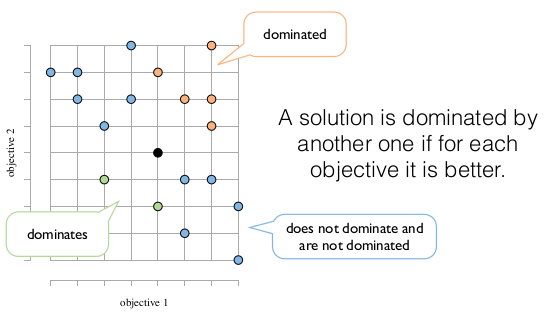 dominated
A solution is dominated by
another one if for each
objective it is better.
objective 2
dominates
does not dominate and
are not dominated
objective 1